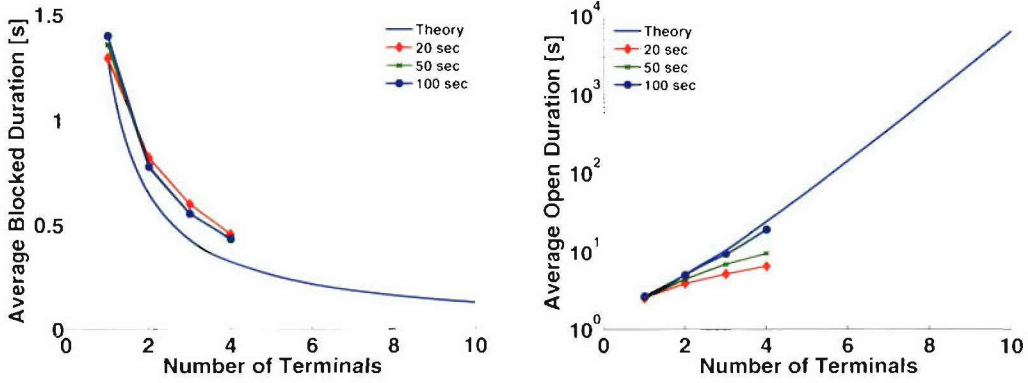 1.5
1
0.5
0
Average Blocked Duration [s]
Theory
20 sec
50 sec
100 sec
0 2 4 6 8 10
Number of Terminals
10^4
10^3
10^2
10^1
10^0
Average Open Duration [s]
Theory
20 sec
50 sec
100 sec
0 2 4 6 8 10
Number of Terminals